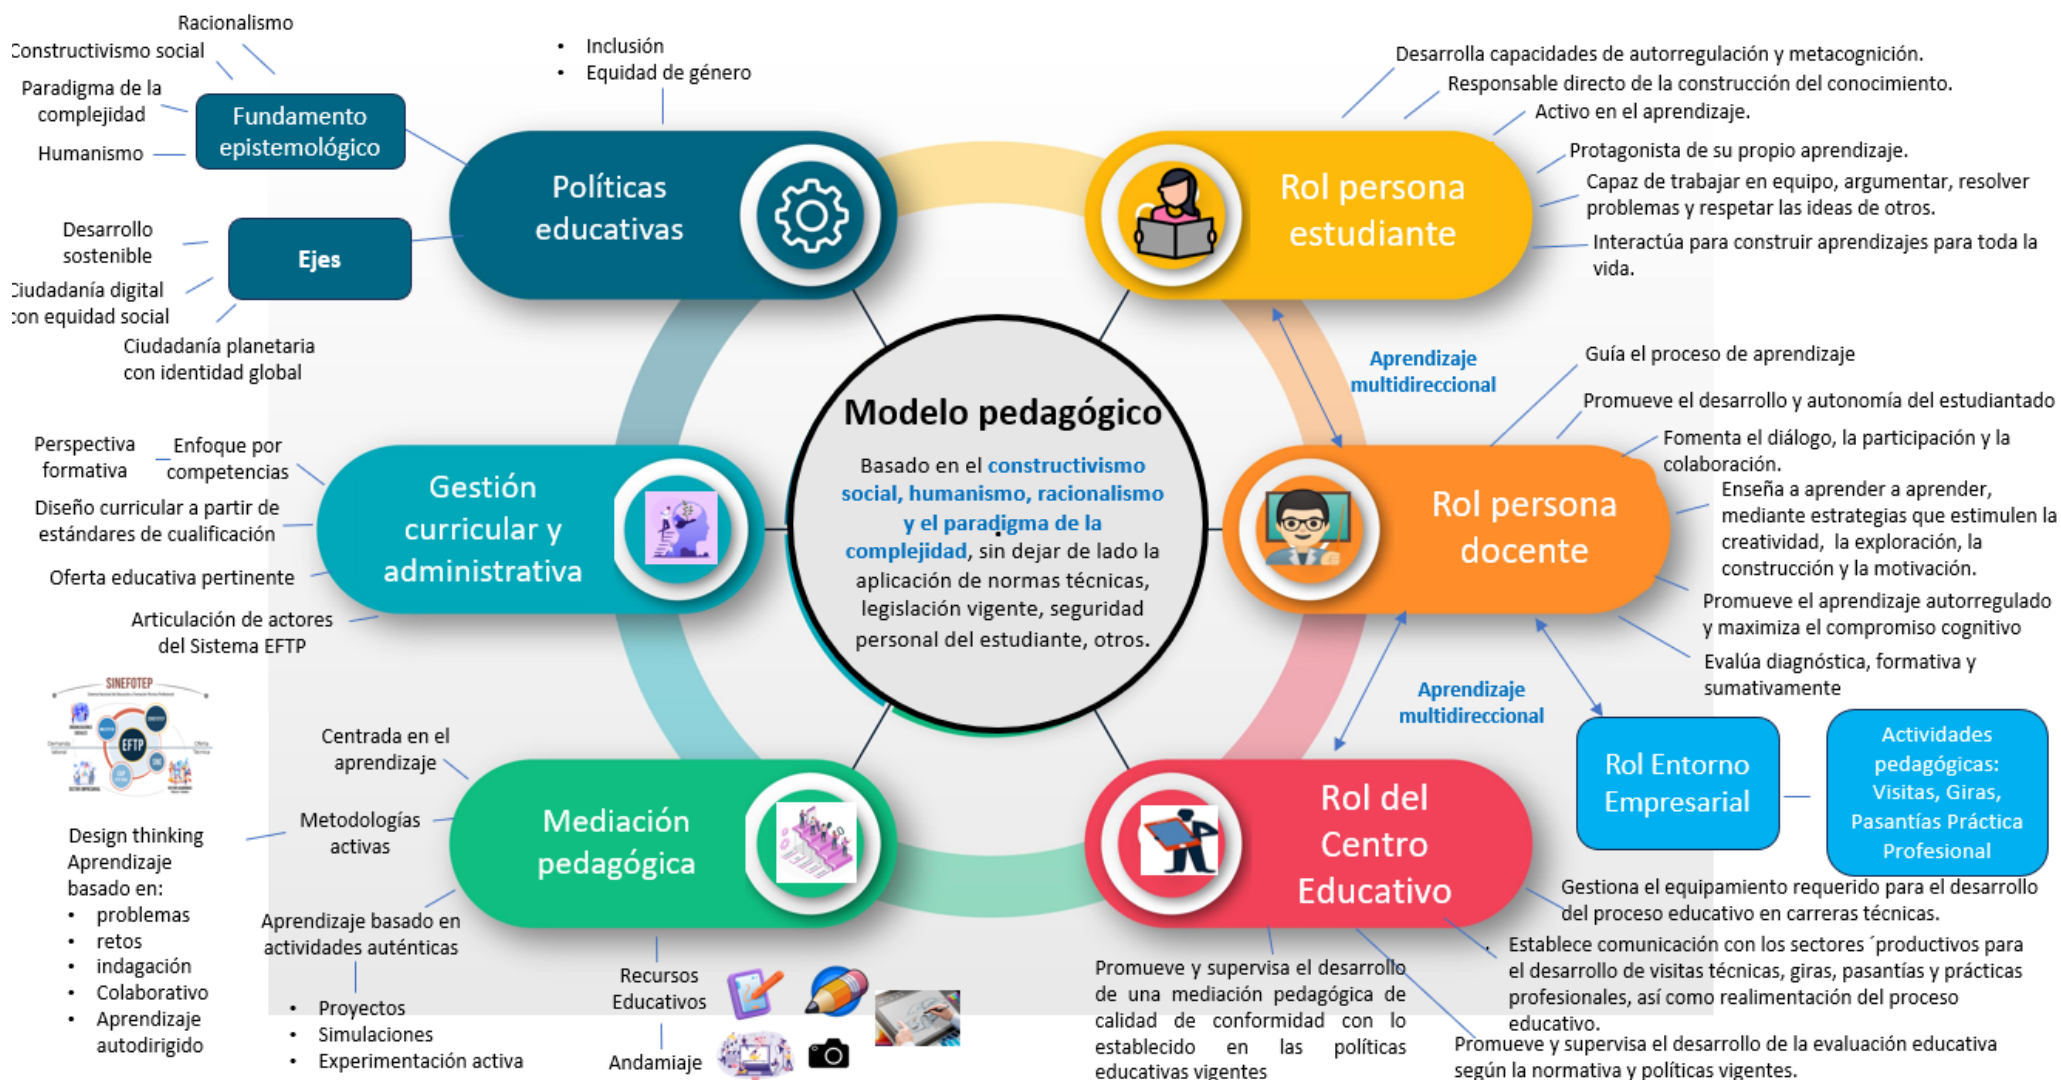 Racionalismo
Constructivismo social
Paradigma de la
complejidad
Humanismo
Fundamento
epistemológico
Desarrollo
sostenible
Ejes
Ciudadanía digital
con equidad social
Ciudadanía planetaria
con identidad global
• Inclusión
• Equidad de género
Políticas
educativas
Rol persona
estudiante
Desarrolla capacidades de autorregulación y metacognición.
Responsable directo de la construcción del conocimiento.
Activo en el aprendizaje.
Protagonista de su propio aprendizaje.
Capaz de trabajar en equipo, argumentar, resolver
problemas y respetar las ideas de otros.
Interactúa para construir aprendizajes para toda la
vida.
Aprendizaje
multidireccional
Modelo pedagógico
Basado en el constructivismo
social, humanismo, racionalismo
y el paradigma de la
complejidad, sin dejar de lado la
aplicación de normas técnicas,
legislación vigente, seguridad
personal del estudiante, otros.
Perspectiva
formativa
Enfoque por
competencias
Diseño curricular a partir de
estándares de cualificación
Oferta educativa pertinente
Articulación de actores
del Sistema EFTP
Gestión
curricular y
administrativa
Rol persona
docente
Guía el proceso de aprendizaje
Promueve el desarrollo y autonomía del estudiantado
Fomenta el diálogo, la participación y la
colaboración.
Enseña a aprender a aprender,
mediante estrategias que estimulen la
creatividad, la exploración, la
construcción y la motivación.
Promueve el aprendizaje autorregulado
y maximiza el compromiso cognitivo
Evalúa diagnóstica, formativa y
sumativamente
Aprendizaje
multidireccional
SINEFOTEP
EFTP
Centrada en el
aprendizaje
Metodologías
activas
Design thinking
Aprendizaje
basado en:
• problemas
• retos
• indagación
• Colaborativo
• Aprendizaje
autodirigido
Aprendizaje basado en
actividades auténticas
• Proyectos
• Simulaciones
• Experimentación activa
Mediación
pedagógica
Recursos
Educativos
Andamiaje
Rol del
Centro
Educativo
Rol Entorno
Empresarial
Actividades
pedagógicas:
Visitas, Giras,
Pasantías Práctica
Profesional
Gestiona el equipamiento requerido para el desarrollo
del proceso educativo en carreras técnicas.
Establece comunicación con los sectores ´productivos para
el desarrollo de visitas técnicas, giras, pasantías y prácticas
profesionales, así como realimentación del proceso
educativo.
Promueve y supervisa el desarrollo de la evaluación educativa
según la normativa y políticas vigentes.
Promueve y supervisa el desarrollo
de una mediación pedagógica de
calidad de conformidad con lo
establecido en las políticas
educativas vigentes